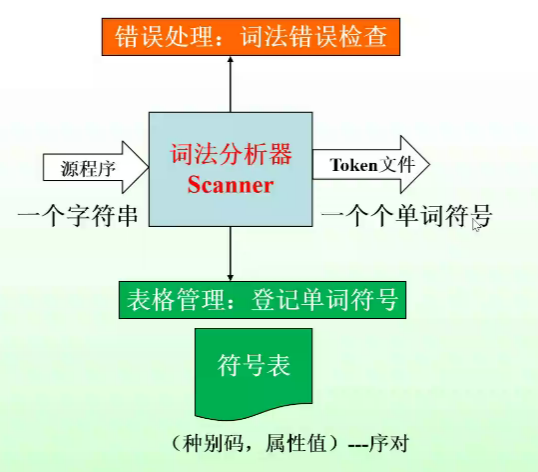 错误处理：词法错误检查
词法分析器
Scanner
源程序
Token文件
一个字符串
一个个单词符号
表格管理：登记单词符号
符号表
（种别码，属性值）---序对